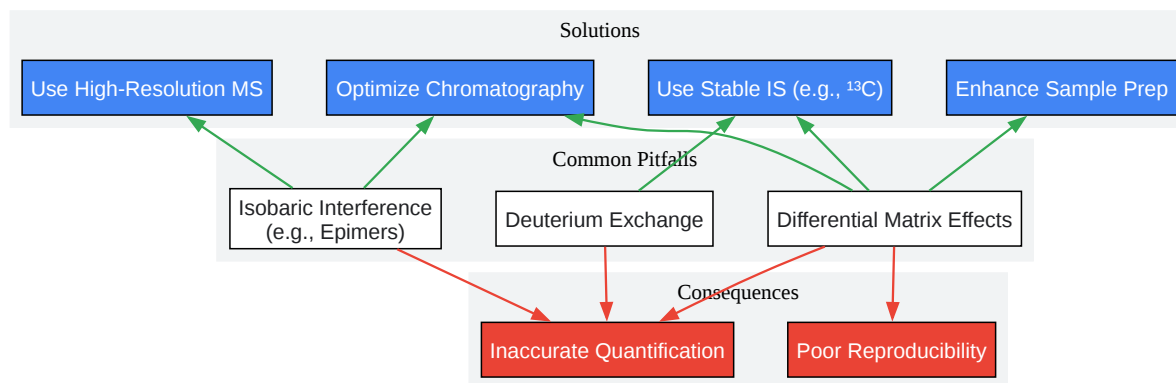 Solutions
Use High-Resolution MS
Optimize Chromatography
Use Stable IS (e.g., ¹³C)
Enhance Sample Prep
Common Pitfalls
Isobaric Interference
(e.g., Epimers)
Deuterium Exchange
Differential Matrix Effects
Consequences
Inaccurate Quantification
Poor Reproducibility